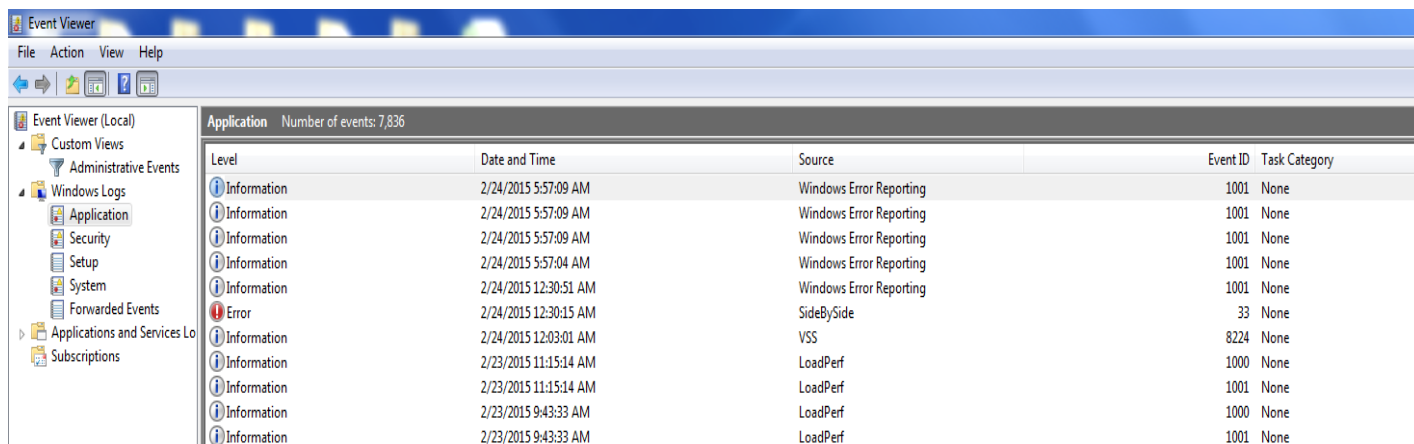 Event Viewer
File Action View Help
Event Viewer (Local)
Custom Views
Administrative Events
Windows Logs
Application
Security
Setup
System
Forwarded Events
Applications and Services Lo
Subscriptions
Application Number of events: 7,836
Level Date and Time Source Event ID Task Category
Information 2/24/2015 5:57:09 AM Windows Error Reporting 1001 None
Information 2/24/2015 5:57:09 AM Windows Error Reporting 1001 None
Information 2/24/2015 5:57:09 AM Windows Error Reporting 1001 None
Information 2/24/2015 5:57:04 AM Windows Error Reporting 1001 None
Information 2/24/2015 12:30:51 AM Windows Error Reporting 1001 None
Error 2/24/2015 12:30:15 AM SideBySide 33 None
Information 2/24/2015 12:03:01 AM VSS 8224 None
Information 2/23/2015 11:15:14 AM LoadPerf 1000 None
Information 2/23/2015 11:15:14 AM LoadPerf 1001 None
Information 2/23/2015 9:43:33 AM LoadPerf 1000 None
Information 2/23/2015 9:43:33 AM LoadPerf 1001 None